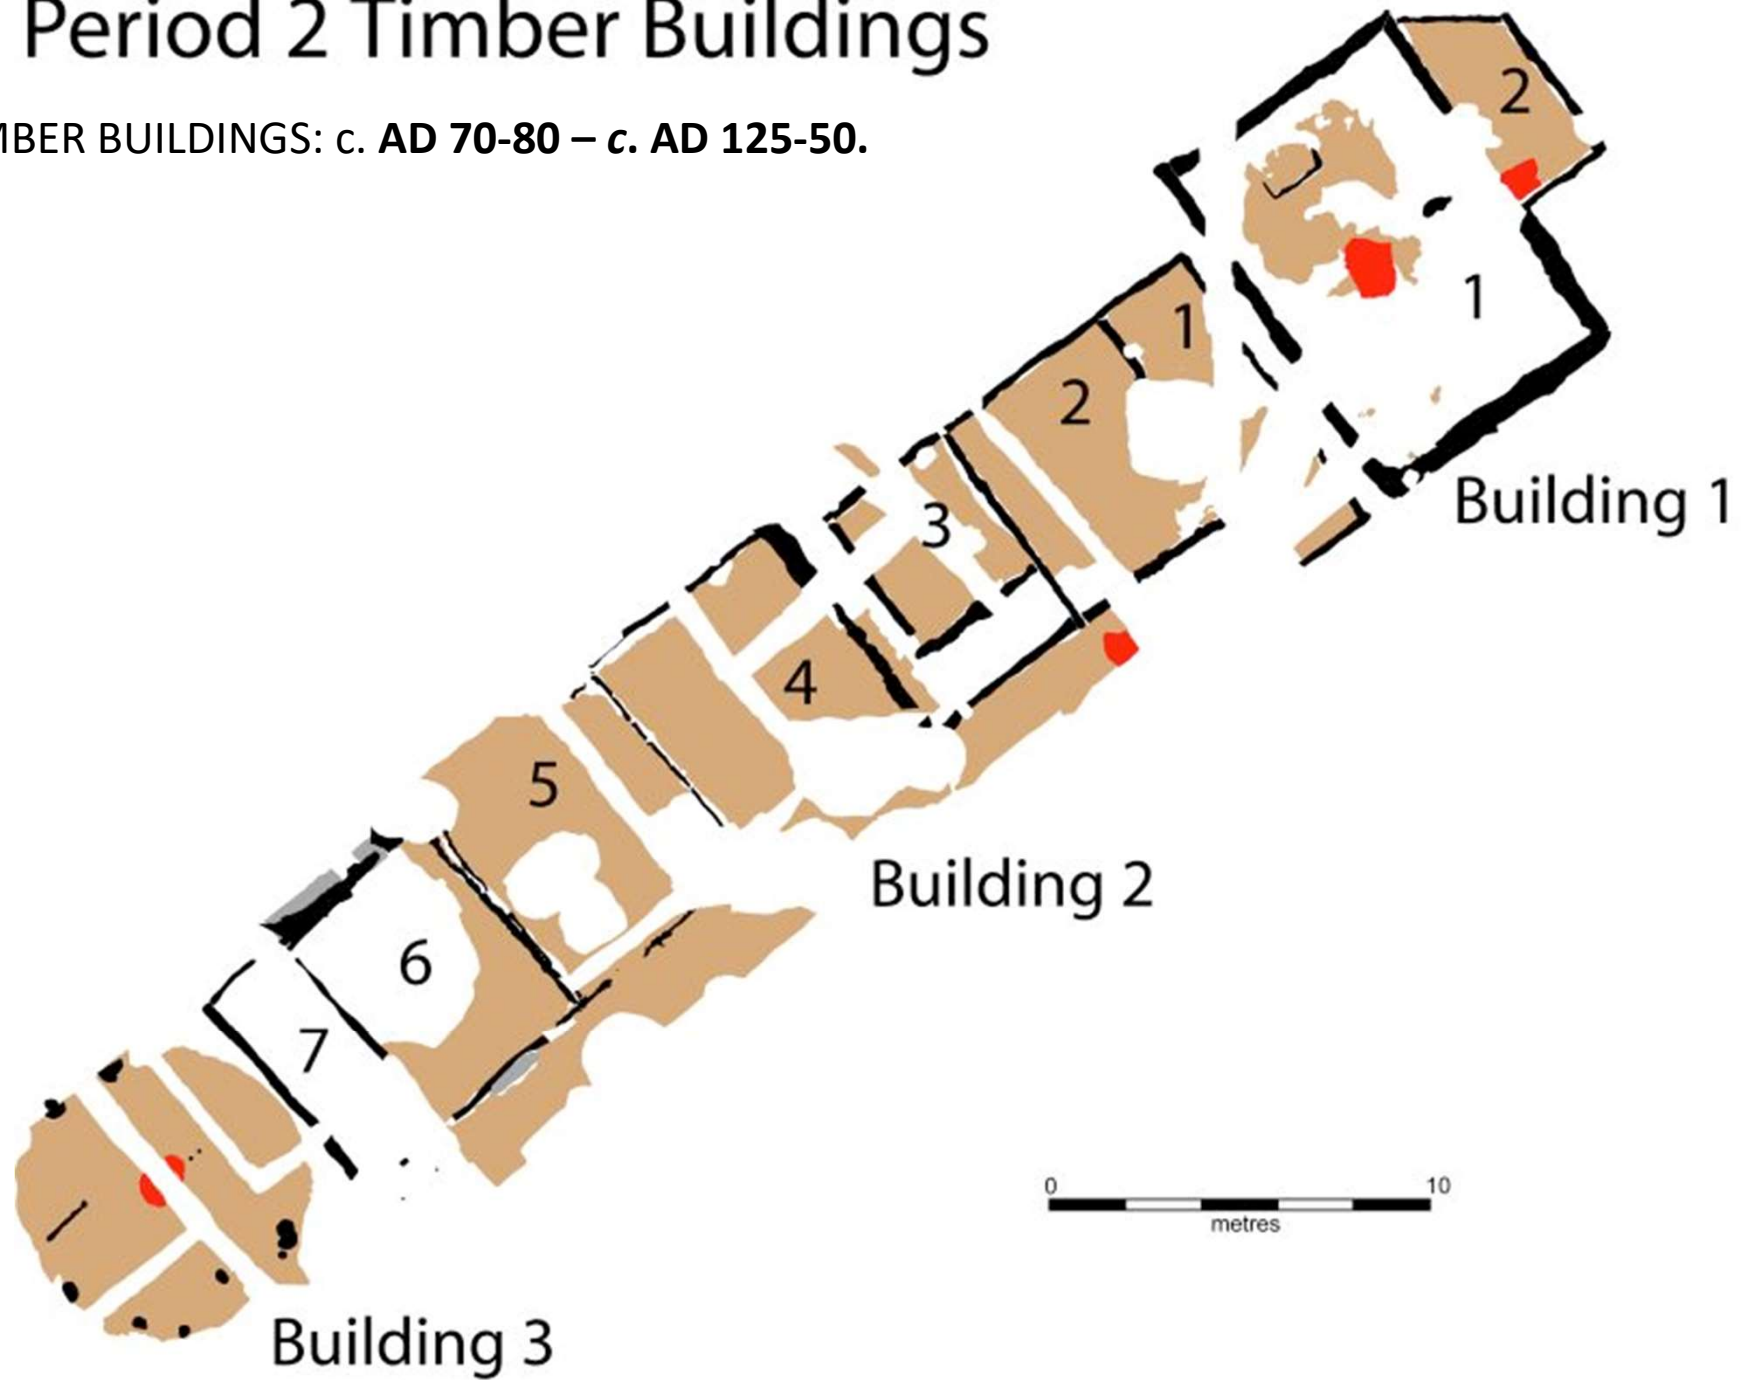 Period 2 Timber Buildings
MBER BUILDINGS: c. AD 70-80 – c. AD 125-50.
2
1
1
2
Building 1
3
4
5
Building 2
6
7
0 10
metres
Building 3